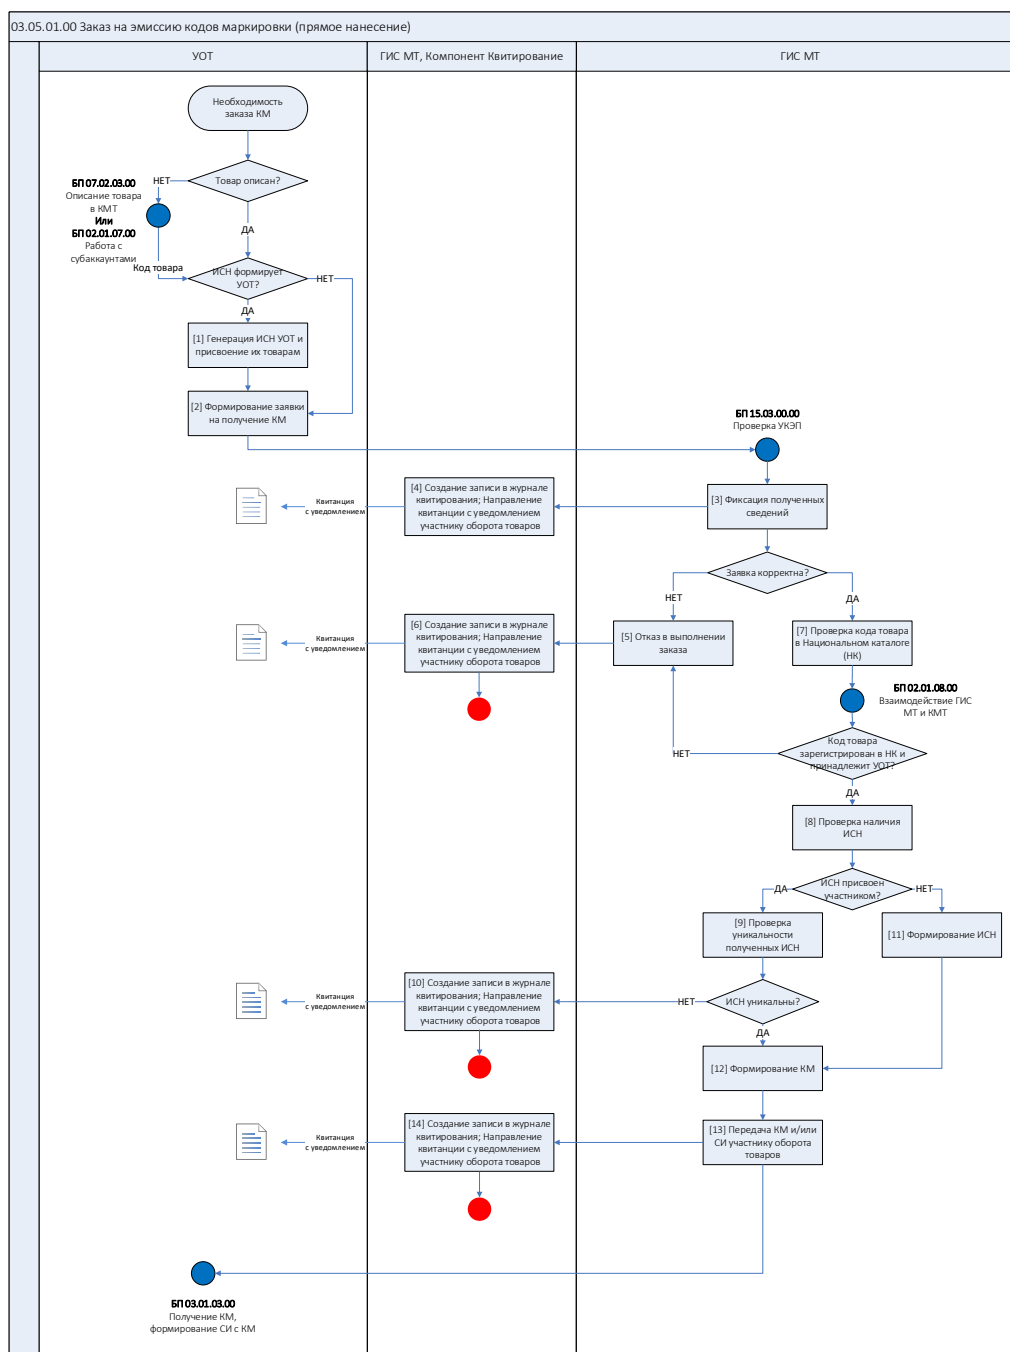 03.05.01.00 Заказ на эмиссию кодов маркировки (прямое нанесение)
УОТ
ГИС МТ, Компонент Квитирование
ГИС МТ
Необходимость
заказа КМ
Товар описан?
НЕТ
БП 07.02.03.00
Описание товара
в КМТ
Или
БП 02.01.07.00
Работа с
субаккаунтами
ДА
Код товара
ИСН формирует
УОТ?
НЕТ
ДА
[1] Генерация ИСН УОТ и
присвоение их товарам
[2] Формирование заявки
на получение КМ
БП 15.03.00.00
Проверка УКЭП
[3] Фиксация полученных
сведений
[4] Создание записи в журнале
квитирования; Направление
квитанции с уведомлением
участнику оборота товаров
Квитанция
с уведомлением
Заявка корректна?
НЕТ
ДА
[5] Отказ в выполнении
заказа
[6] Создание записи в журнале
квитирования; Направление
квитанции с уведомлением
участнику оборота товаров
Квитанция
с уведомлением
[7] Проверка кода товара
в Национальном каталоге
(НК)
БП 02.01.08.00
Взаимодействие ГИС
МТ и КМТ
Код товара
зарегистрирован в НК и
принадлежит УОТ?
НЕТ
ДА
[8] Проверка наличия
ИСН
ИСН присвоен
участником?
ДА
НЕТ
[9] Проверка
уникальности
полученных ИСН
[11] Формирование ИСН
ИСН уникальны?
НЕТ
ДА
[10] Создание записи в журнале
квитирования; Направление
квитанции с уведомлением
участнику оборота товаров
Квитанция
с уведомлением
[12] Формирование КМ
[13] Передача КМ и/или
СИ участнику оборота
товаров
[14] Создание записи в журнале
квитирования; Направление
квитанции с уведомлением
участнику оборота товаров
Квитанция
с уведомлением
БП 03.01.03.00
Получение КМ,
формирование СИ с КМ